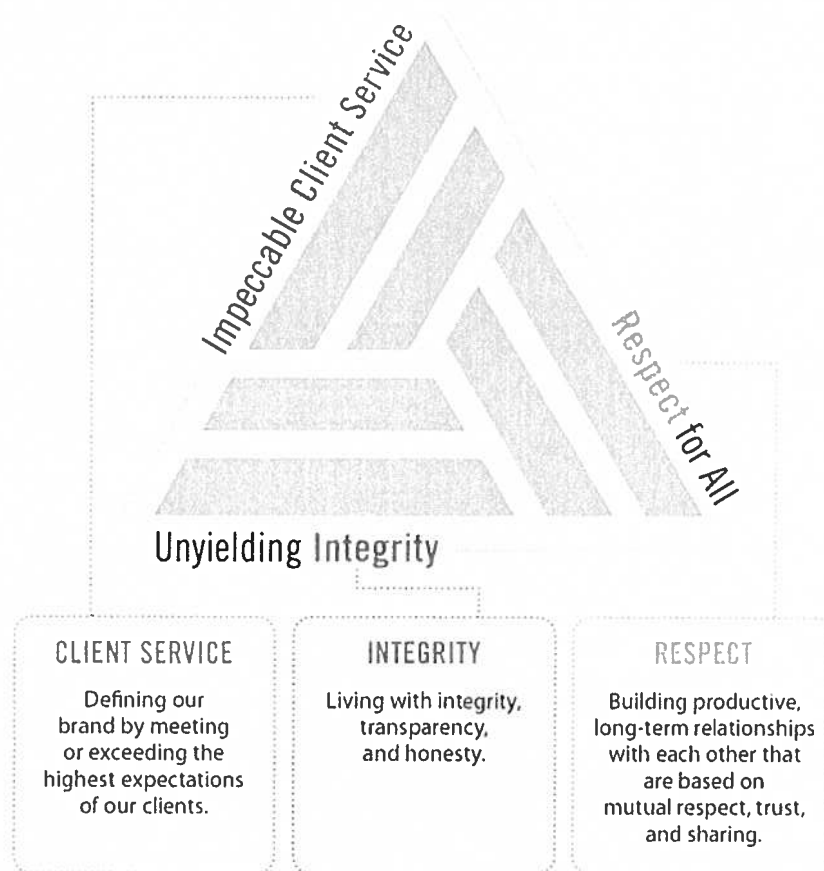 Impeccable Client Service
Respect for All
Unyielding Integrity
CLIENT SERVICE
Defining our
brand by meeting
or exceeding the
highest expectations
of our clients.
INTEGRITY
Living with integrity,
transparency,
and honesty.
RESPECT
Building productive,
long-term relationships
with each other that
are based on
mutual respect, trust,
and sharing.